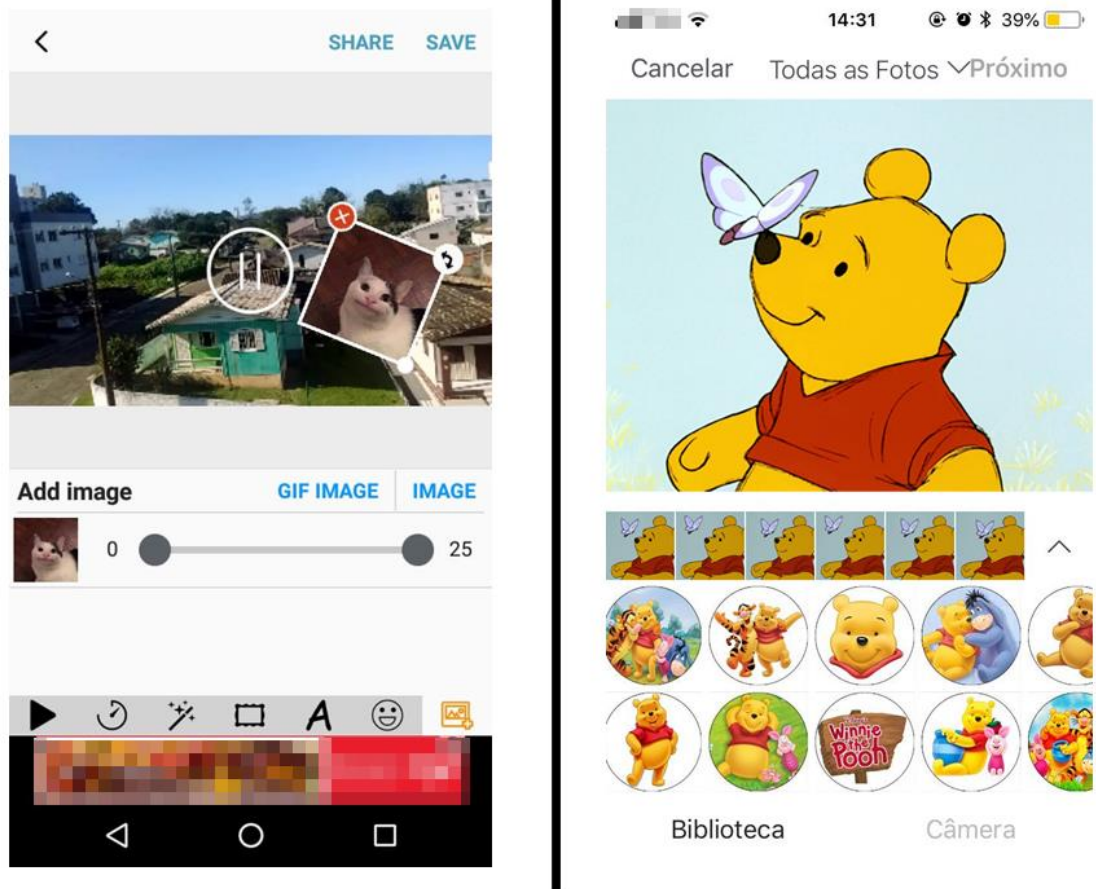 SHARE SAVE
Add image GIF IMAGE IMAGE
0 25
A
14:31 39%
Cancelar Todas as Fotos Próximo
Disney's
Winnie
the
Pooh
Biblioteca Câmera